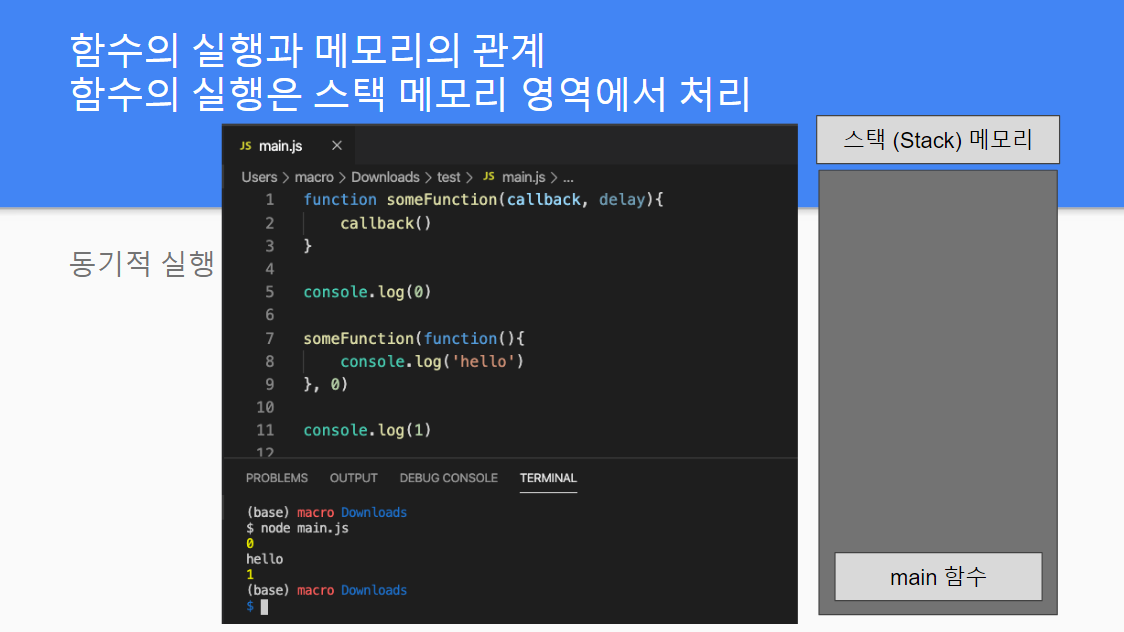 함수의 실행과 메모리의 관계
함수의 실행은 스택 메모리 영역에서 처리
동기적 실행
JS main.js ×
Users > macro > Downloads > test > JS main.js > ...
1 function someFunction(callback, delay){
2 callback()
3 }
4
5 console.log(0)
6
7 someFunction(function(){
8 console.log('hello')
9 }, 0)
10
11 console.log(1)
12
PROBLEMS OUTPUT DEBUG CONSOLE TERMINAL
(base) macro Downloads
$ node main.js
0
hello
1
(base) macro Downloads
$
스택 (Stack) 메모리
main 함수